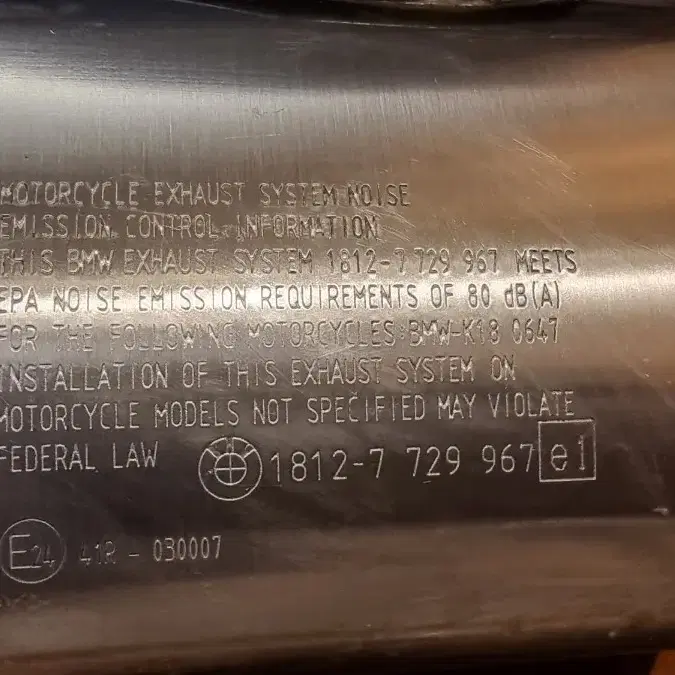 MOTORCYCLE EXHAUST SYSTEM NOISE
EMISSION CONTROL INFORMATION
THIS BMW EXHAUST SYSTEM 1812-7 729 967 MEETS
EPA NOISE EMISSION REQUIREMENTS OF 80 dB(A)
FOR THE FOLLOWING MOTORCYCLES:BMW-K18 0647
INSTALLATION OF THIS EXHAUST SYSTEM ON
MOTORCYCLE MODELS NOT SPECIFIED MAY VIOLATE
FEDERAL LAW
1812-7 729 967 e1
E24 41R - 030007